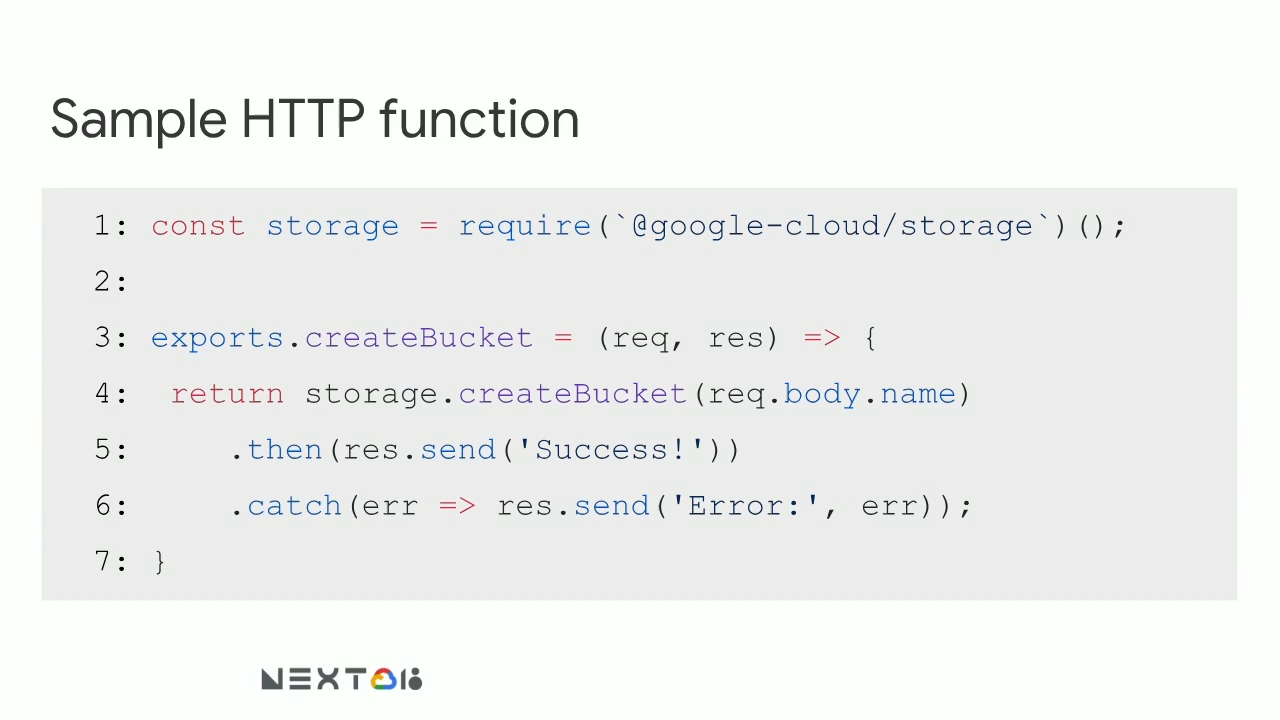 Sample HTTP function
1: const storage = require(`@google-cloud/storage`)();
2:
3: exports.createBucket = (req, res) => {
4:  return storage.createBucket(req.body.name)
5:     .then(res.send('Success!'))
6:     .catch(err => res.send('Error:', err));
7: }
NEXT18